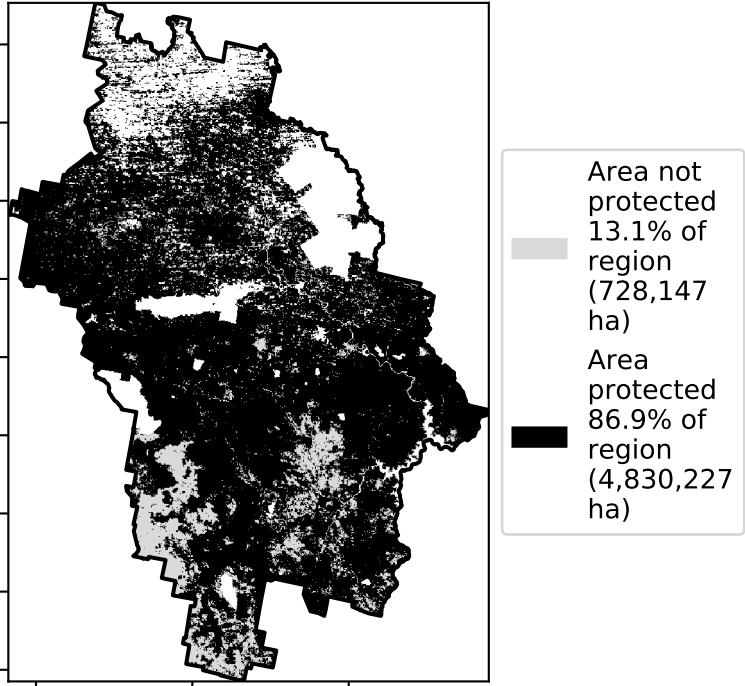 Area not
protected
13.1% of
region
(728,147
ha)
Area
protected
86.9% of
region
(4,830,227
ha)